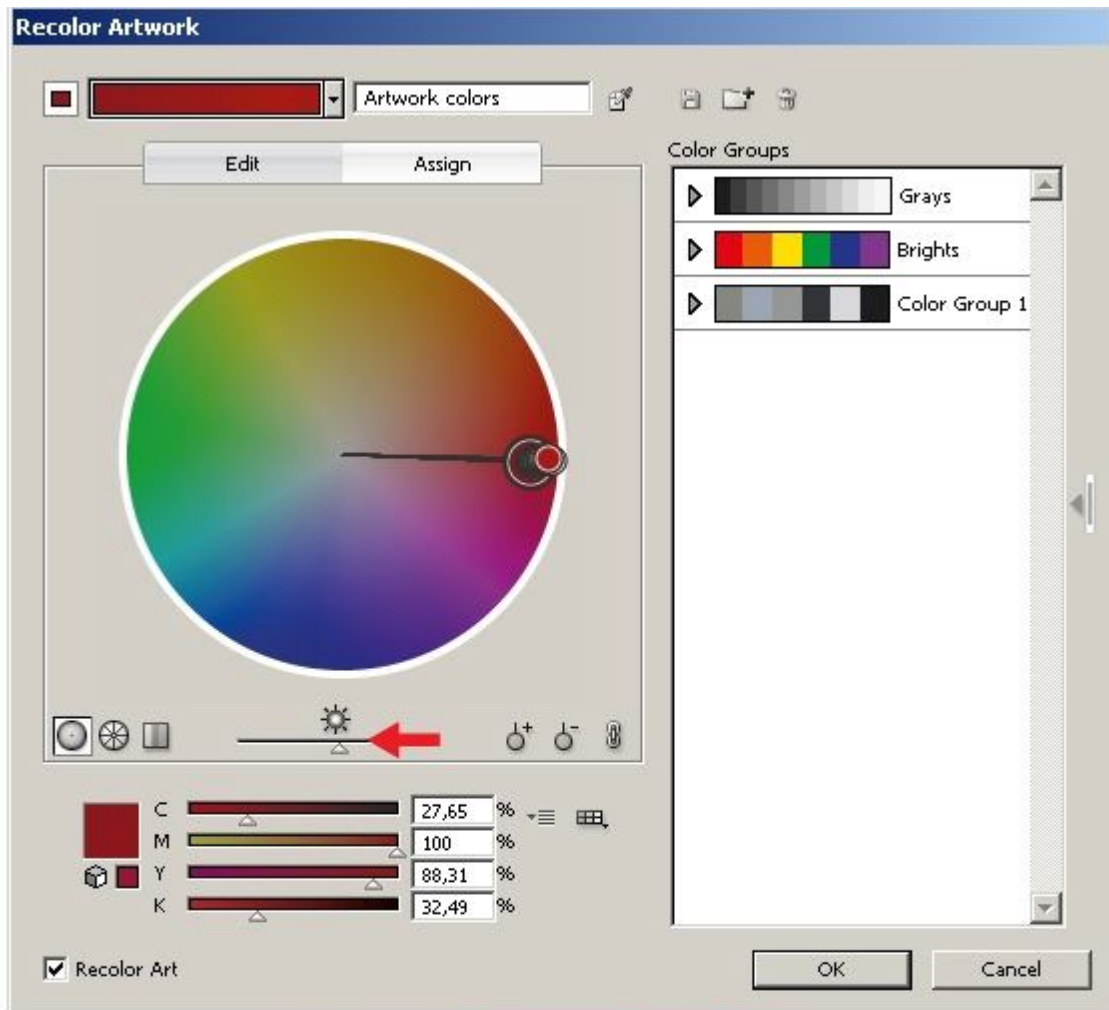 Recolor Artwork
Artwork colors
Edit Assign
Color Groups
Grays
Brights
Color Group 1
C 27,65 %
M 100 %
Y 88,31 %
K 32,49 %
Recolor Art
OK Cancel